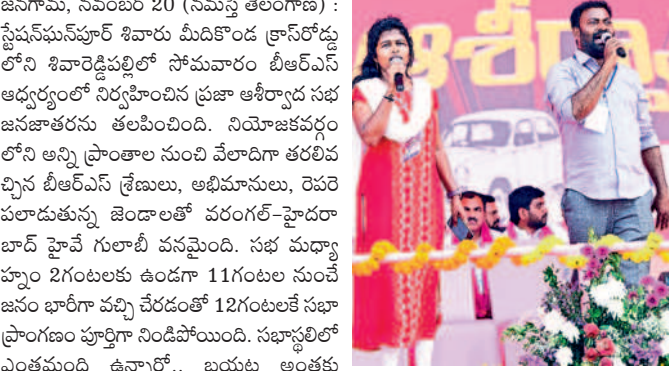 జనగామ, నవంబర్ 20 (నమస్తే తెలంగాణ) :
స్టేషన్‌ఘన్‌పూర్ శివారు మీదికొండ క్రాస్‌రోడ్డు
లోని శివారెడ్డిపల్లిలో సోమవారం బీఆర్ఎస్
ఆధ్వర్యంలో నిర్వహించిన ప్రజా ఆశీర్వాద సభ
జనజాతరను తలపించింది. నియోజకవర్గం
లోని అన్ని ప్రాంతాల నుంచి వేలాదిగా తరలివ
చ్చిన బీఆర్ఎస్ శ్రేణులు, అభిమానులు, రెపరె
పలాడుతున్న జెండాలతో వరంగల్-హైదరా
బాద్ హైవే గులాబీ వనమైంది. సభ మధ్యా
హ్నం 2గంటలకు ఉండగా 11గంటల నుంచే
జనం భారీగా వచ్చి చేరడంతో 12గంటలకే సభా
ప్రాంగణం పూర్తిగా నిండిపోయింది. సభాస్థలిలో
ఎంతమంది ఉన్నారో.. బయట అంతకు